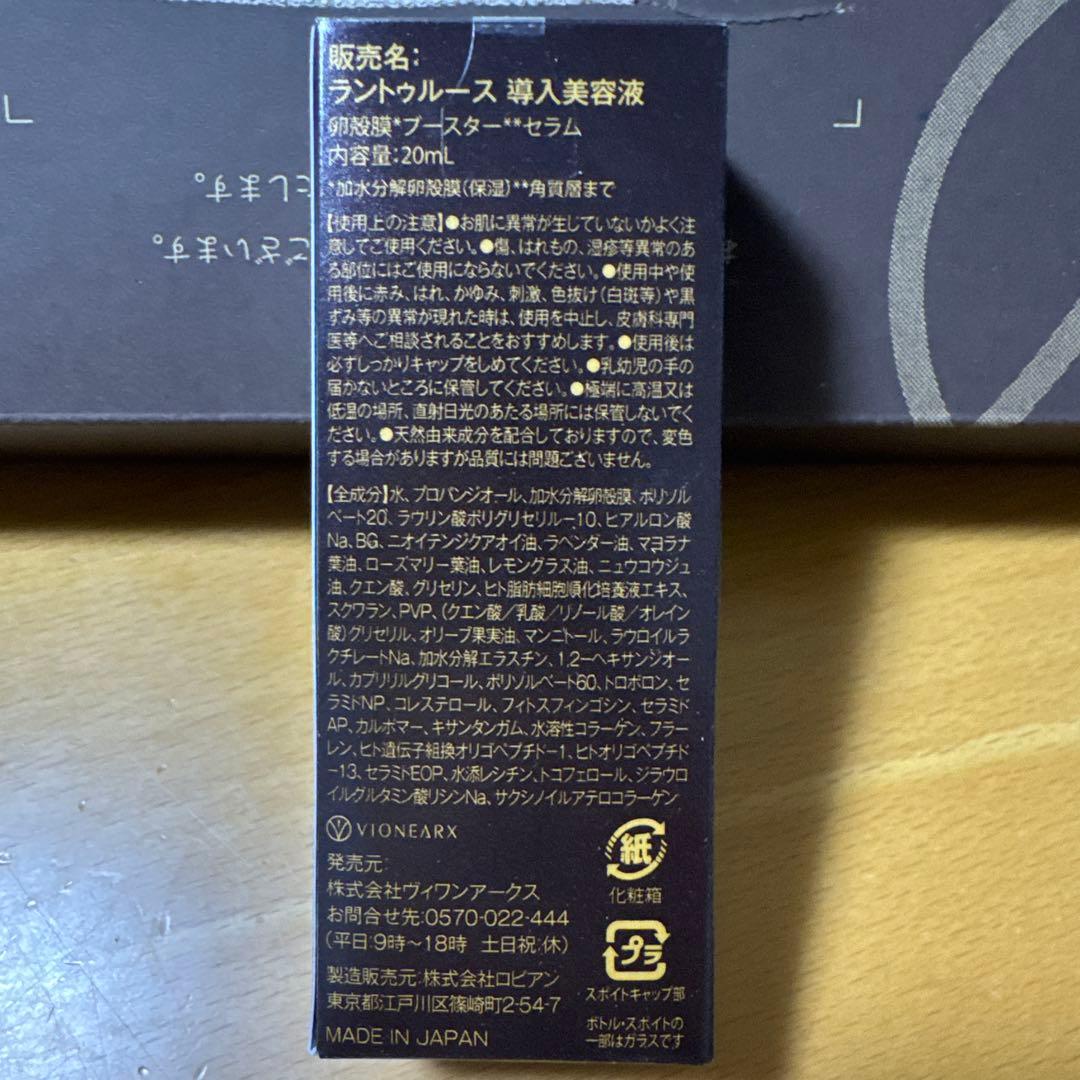 販売名:
ラントゥルース 導入美容液
卵殻膜*ブースター**セラム
内容量:20mL
*加水分解卵殻膜(保湿)**角質層まで
【使用上の注意】●お肌に異常が生していないかよく注
意してご使用ください。●傷、はれもの、湿疹等異常のあ
る部位にはご使用にならないでください。●使用中や使
用後に赤み、はれ、かゆみ、刺激、色抜け(白斑等)や黒
ずみ等の異常が現れた時は、使用を中止し、皮膚科専門
医等へご相談されることをおすすめします。●使用後は
必ずしっかりキャップをしめてください。●乳幼児の手の
届かないところに保管してください。●極端に高温又は
低温の場所、直射日光のあたる場所には保管しないでく
ださい。●天然由来成分を配合しておりますので、変色
する場合がありますが品質には問題ございません。
【全成分】水、プロパンジオール、加水分解卵殻膜、ポリソル
ベート20、ラウリン酸ポリグリセリル-10、ヒアルロン酸
Na、BG、ニオイテンジクアオイ油、ラベンダー油、マヨラナ
葉油、ローズマリー葉油、レモングラス油、ニュウコウジュ
油、クエン酸、グリセリン、ヒト脂肪細胞順化培養液エキス、
スクワラン、PVP、(クエン酸/乳酸/リノール酸/オレイン
酸)グリセリル、オリーブ果実油、マンニトール、ラウロイルラ
クチレートNa、加水分解エラスチン、1,2-ヘキサンジオー
ル、カプリリルグリコール、ポリソルベート60、トロポロン、セ
ラミドNP、コレステロール、フィトスフィンゴシン、セラミド
AP、カルボマー、キサンタンガム、水溶性コラーゲン、フラー
レン、ヒト遺伝子組換オリゴペプチド-1、ヒトオリゴペプチド
-13、セラミドEOP、水添レシチン、トコフェロール、ジラウロ
イルグルタミン酸リシンNa、サクシノイルアテロコラーゲン
VIONEARX
発売元:
株式会社ヴィワンアークス
お問合せ先:0570-022-444
(平日:9時~18時 土日祝:休)
製造販売元:株式会社ロビアン
東京都江戸川区篠崎町2-54-7
MADE IN JAPAN
紙
化粧箱
プラ
スポイトキャップ部
ボトル・スポイトの
一部はガラスです
ございます。
します。